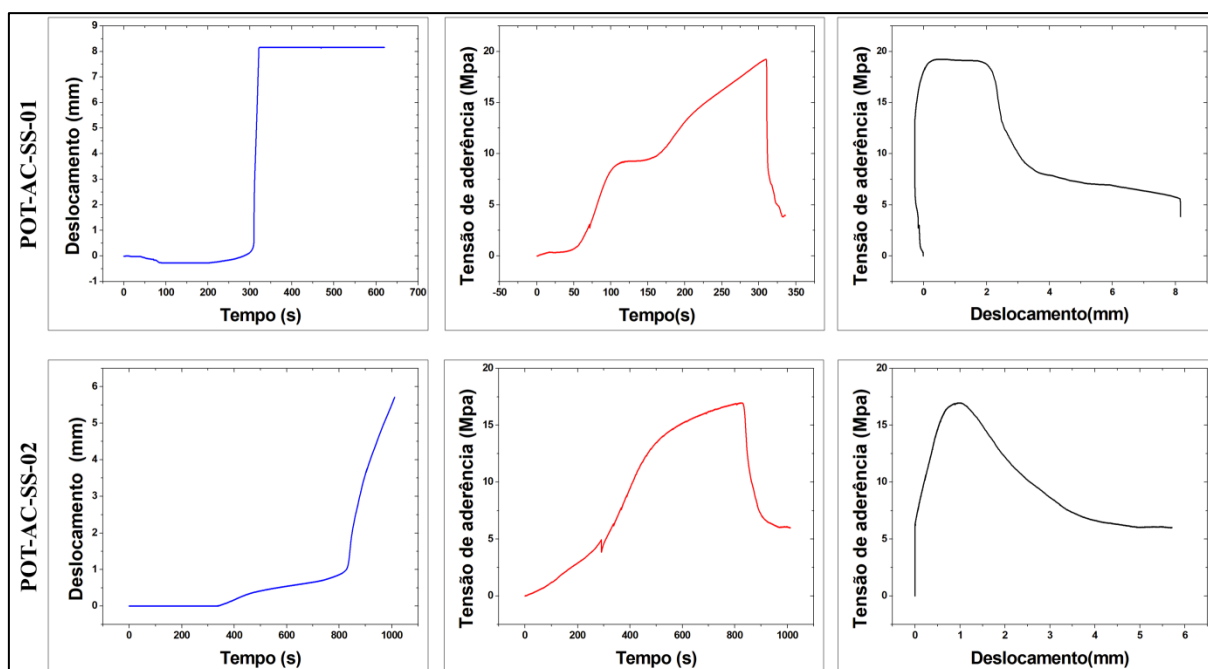 POT-AC-SS-01
Deslocamento (mm)
9
8
7
6
5
4
3
2
1
0
1
0 100 200 300 400 500 600 700
Tempo (s)
Tensão de aderência (Mpa)
20
15
10
5
0
-50 0 50 100 150 200 250 300 350
Tempo(s)
Tensão de aderência (Mpa)
20
15
10
5
0
0 2 4 6 8
Deslocamento(mm)
POT-AC-SS-02
Deslocamento (mm)
6
5
4
3
2
1
0
0 200 400 600 800 1000
Tempo (s)
Tensão de aderência (Mpa)
20
15
10
5
0
0 200 400 600 800 1000
Tempo (s)
Tensão de aderência (Mpa)
20
15
10
5
0
0 1 2 3 4 5 6
Deslocamento(mm)